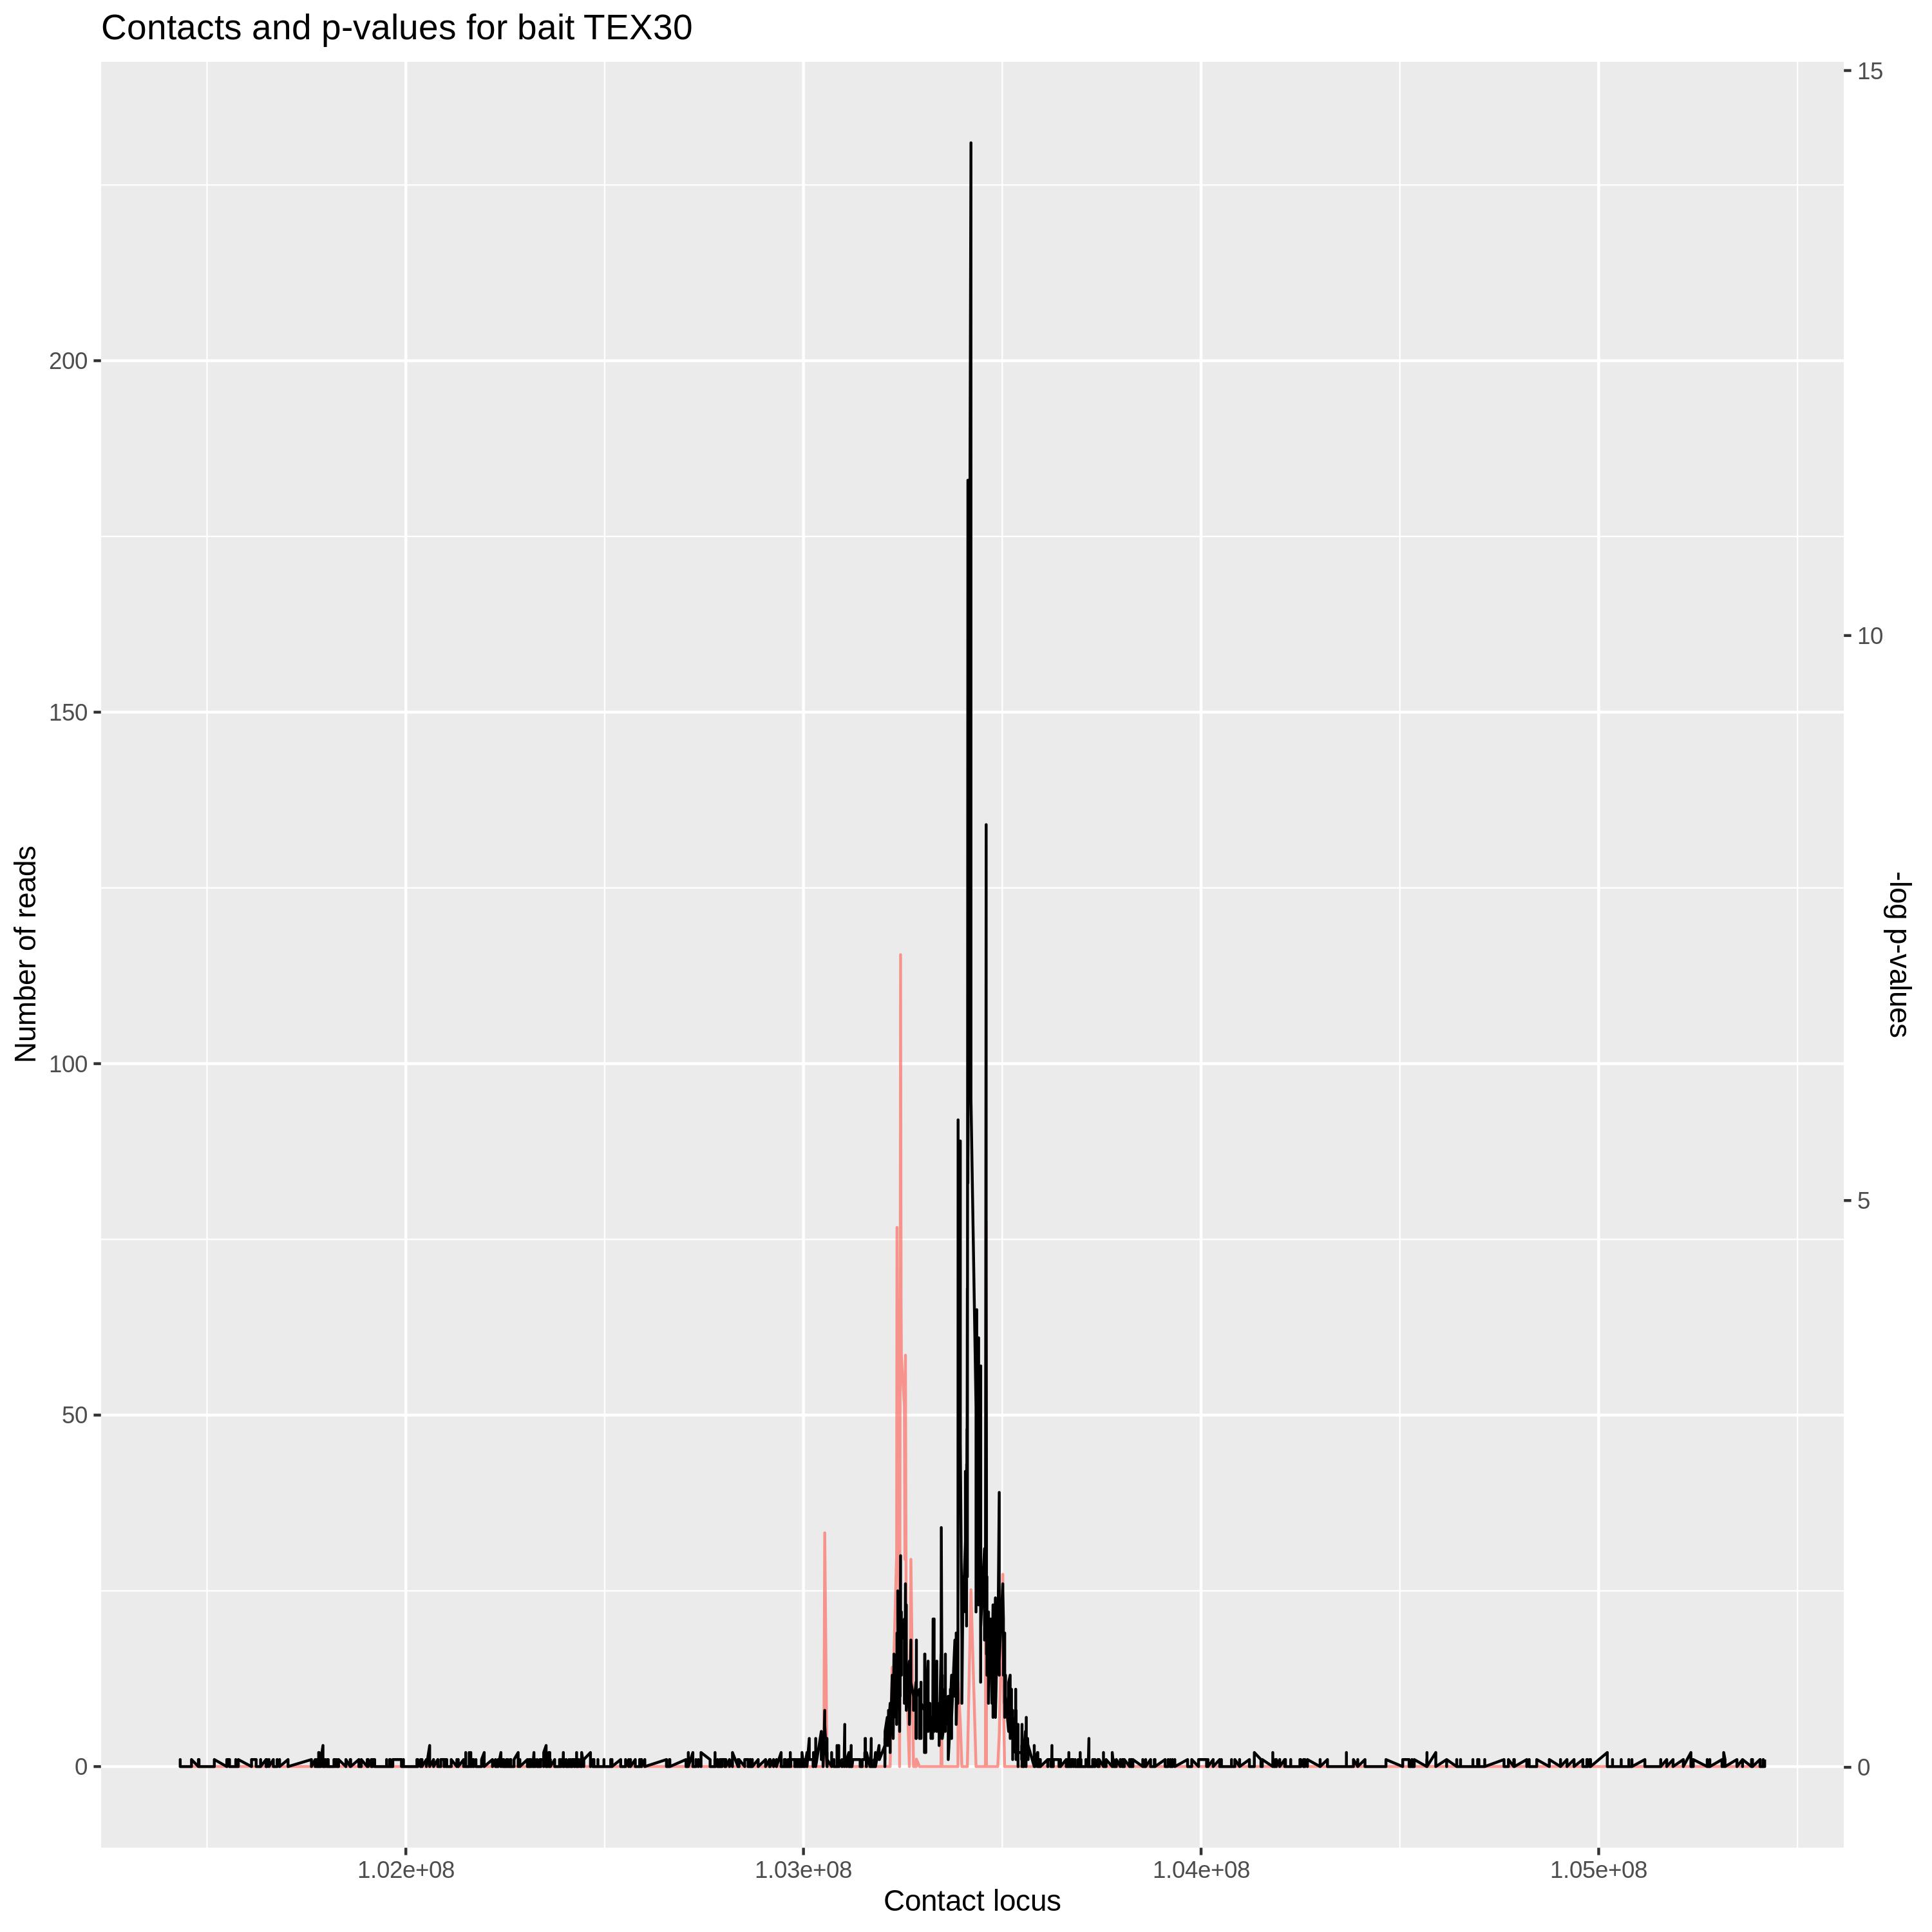 Contacts and p-values for bait TEX30
15
200
10
150
Number of reads
-log p-values
100
5
50
0
0
1.02e+08
1.03e+08
1.04e+08
1.05e+08
Contact locus